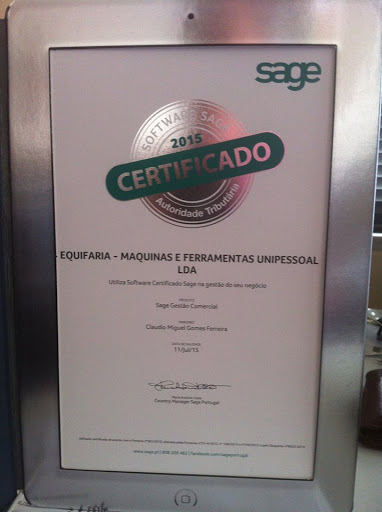 sage
SOFTWARE SAGE
2015
CERTIFICADO
Autoridade Tributária
EQUIFARIA - MAQUINAS E FERRAMENTAS UNIPESSOAL
LDA
Utiliza Software Certificado Sage na gestão do seu negócio
Sage Gestão Comercial
Claudio Miguel Gomes Ferreira
11/Jul/15
Country Manager Sage Portugal